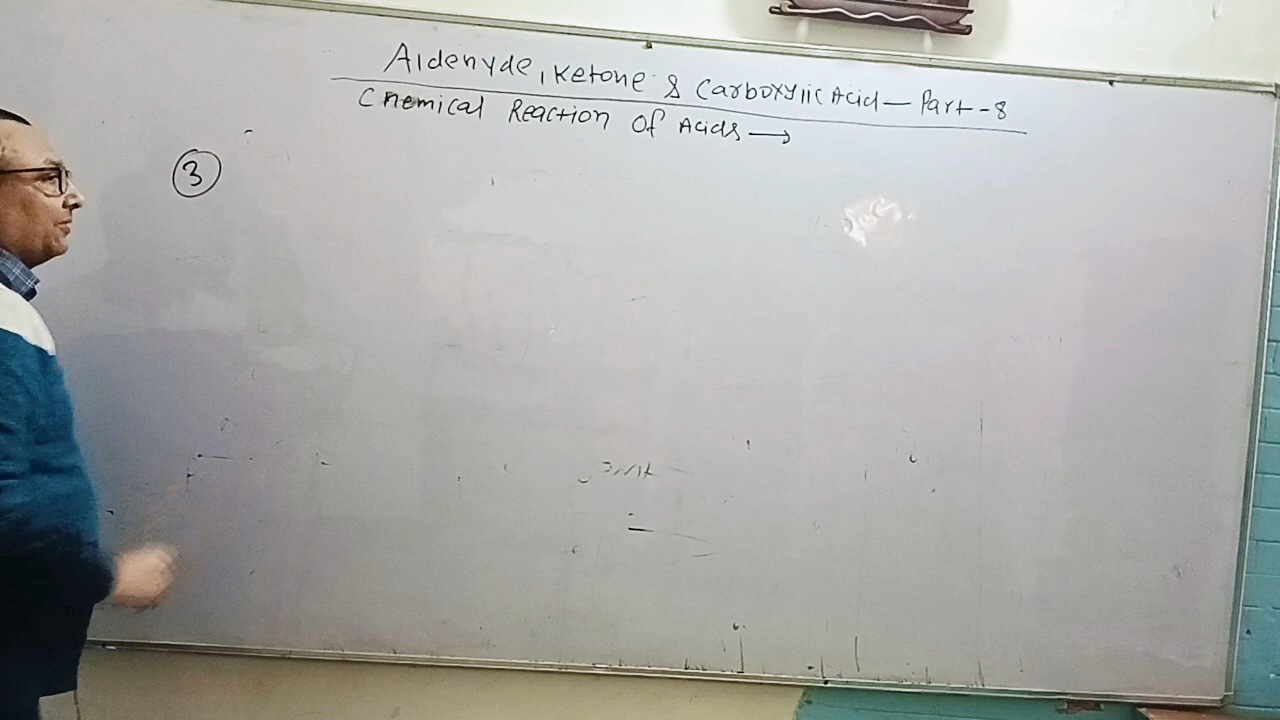 Aldehyde, Ketone & Carboxylic Acid — Part-8
Chemical Reaction Of Acids →
3